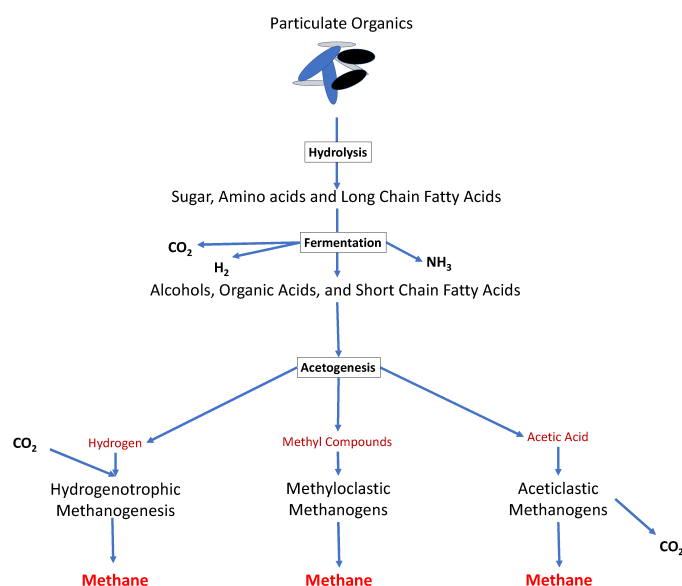 Particulate Organics
Hydrolysis
Sugar, Amino acids and Long Chain Fatty Acids
Fermentation
CO₂
H₂
NH₃
Alcohols, Organic Acids, and Short Chain Fatty Acids
Acetogenesis
CO₂
Hydrogen
Methyl Compounds
Acetic Acid
Hydrogenotrophic
Methanogenesis
Methyloclastic
Methanogens
Aceticlastic
Methanogens
CO₂
Methane
Methane
Methane